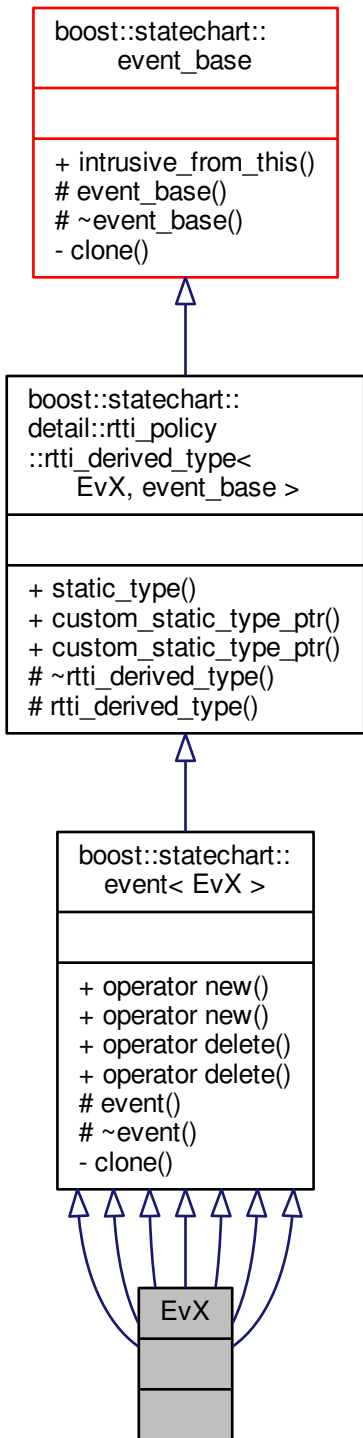 boost::statechart::
event_base
+ intrusive_from_this()
# event_base()
# ~event_base()
- clone()
boost::statechart::
detail::rtti_policy
::rtti_derived_type<
EvX, event_base >
+ static_type()
+ custom_static_type_ptr()
+ custom_static_type_ptr()
# ~rtti_derived_type()
# rtti_derived_type()
boost::statechart::
event< EvX >
+ operator new()
+ operator new()
+ operator delete()
+ operator delete()
# event()
# ~event()
- clone()
EvX